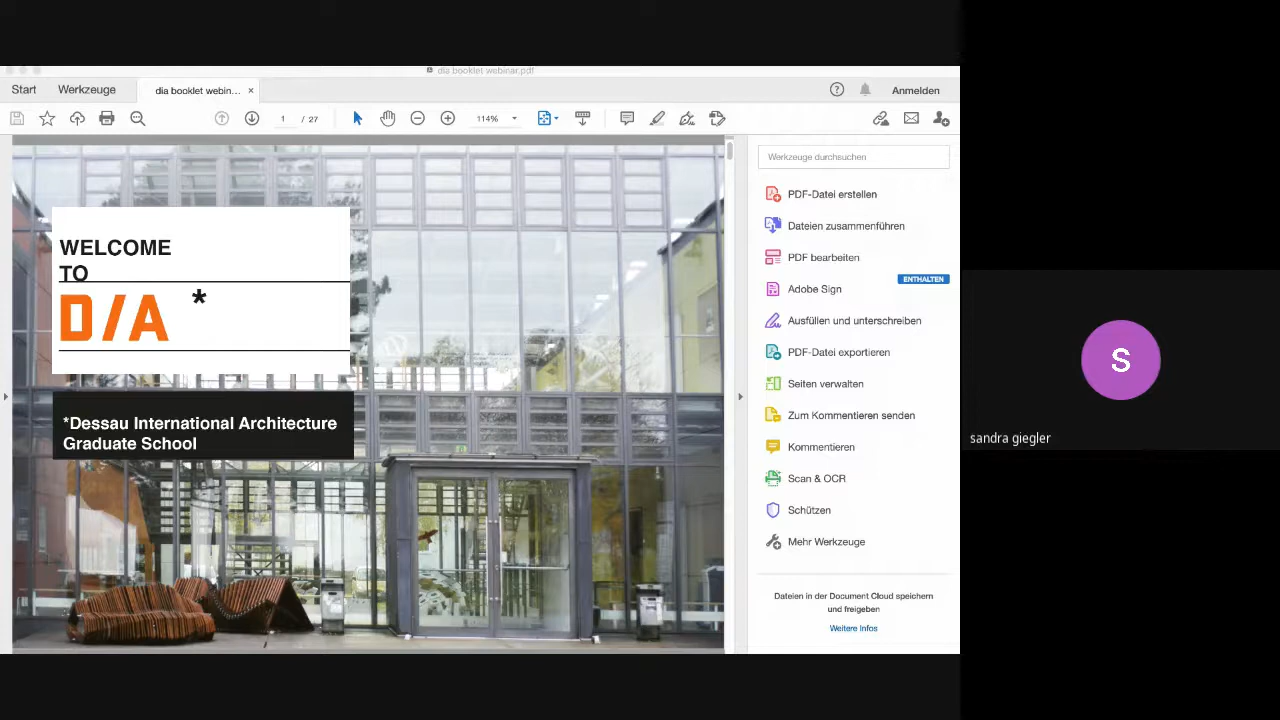 dia booklet webinar.pdf
Start
Werkzeuge
dia booklet webin...
Anmelden
1 / 27
114%
WELCOME
TO
D/A *
*Dessau International Architecture
Graduate School
Werkzeuge durchsuchen
PDF-Datei erstellen
Dateien zusammenführen
PDF bearbeiten
ENTHALTEN
Adobe Sign
Ausfüllen und unterschreiben
PDF-Datei exportieren
Seiten verwalten
Zum Kommentieren senden
Kommentieren
Scan & OCR
Schützen
Mehr Werkzeuge
Dateien in der Document Cloud speichern
und freigeben
Weitere Infos
S
sandra giegler